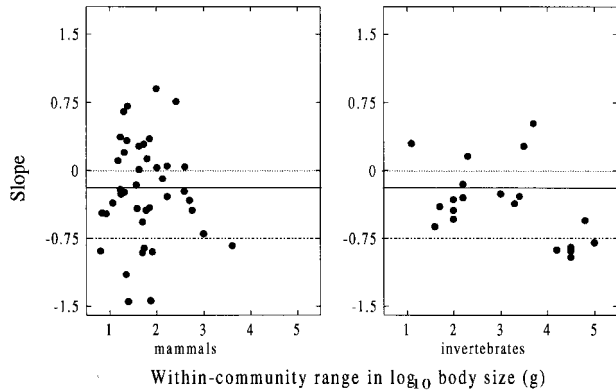 1.5
0.75
0
-0.75
-1.5
Slope
1 2 3 4 5
mammals
1.5
0.75
0
-0.75
-1.5
1 2 3 4 5
invertebrates
Within-community range in log10 body size (g)